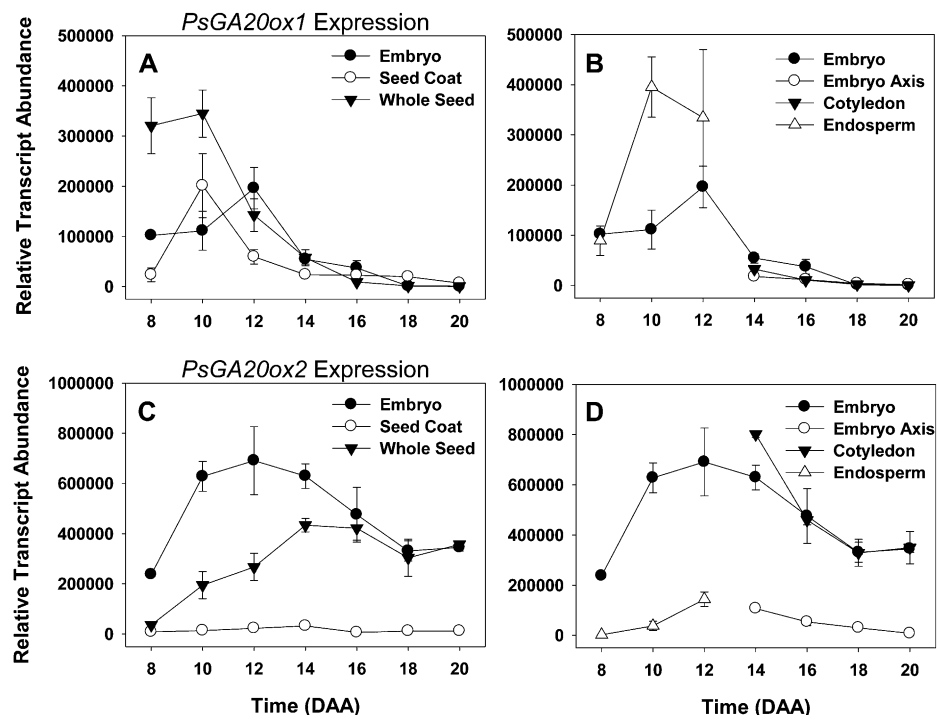 PsGA20ox1 Expression
Relative Transcript Abundance
500000
400000
300000
200000
100000
0
A
Embryo
Seed Coat
Whole Seed
8 10 12 14 16 18 20
500000
400000
300000
200000
100000
0
B
Embryo
Embryo Axis
Cotyledon
Endosperm
8 10 12 14 16 18 20
PsGA20ox2 Expression
Relative Transcript Abundance
1000000
800000
600000
400000
200000
0
C
Embryo
Seed Coat
Whole Seed
8 10 12 14 16 18 20
Time (DAA)
1000000
800000
600000
400000
200000
0
D
Embryo
Embryo Axis
Cotyledon
Endosperm
8 10 12 14 16 18 20
Time (DAA)